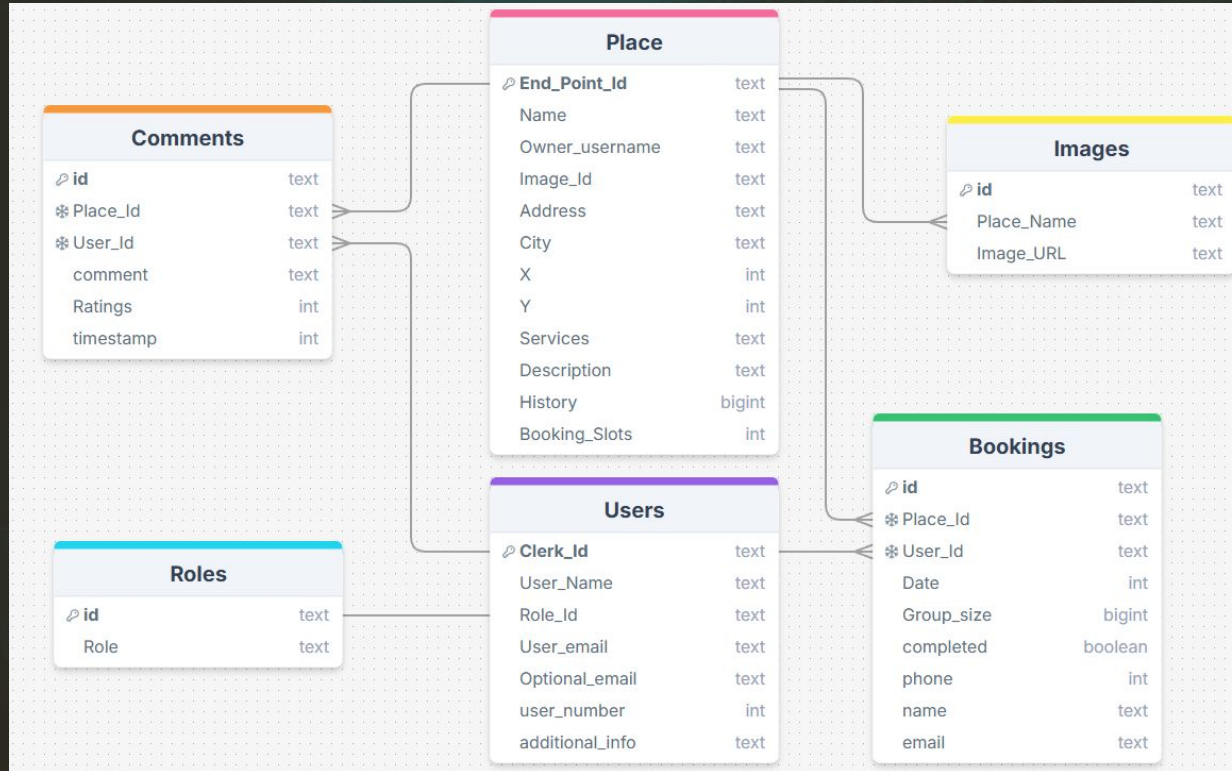 Place
End_Point_Id text
Name text
Owner_username text
Image_Id text
Address text
City text
X int
Y int
Services text
Description text
History bigint
Booking_Slots int
Comments
id text
Place_Id text
User_Id text
comment text
Ratings int
timestamp int
Images
id text
Place_Name text
Image_URL text
Bookings
id text
Place_Id text
User_Id text
Date int
Group_size bigint
completed boolean
phone int
name text
email text
Users
Clerk_Id text
User_Name text
Role_Id text
User_email text
Optional_email text
user_number int
additional_info text
Roles
id text
Role text